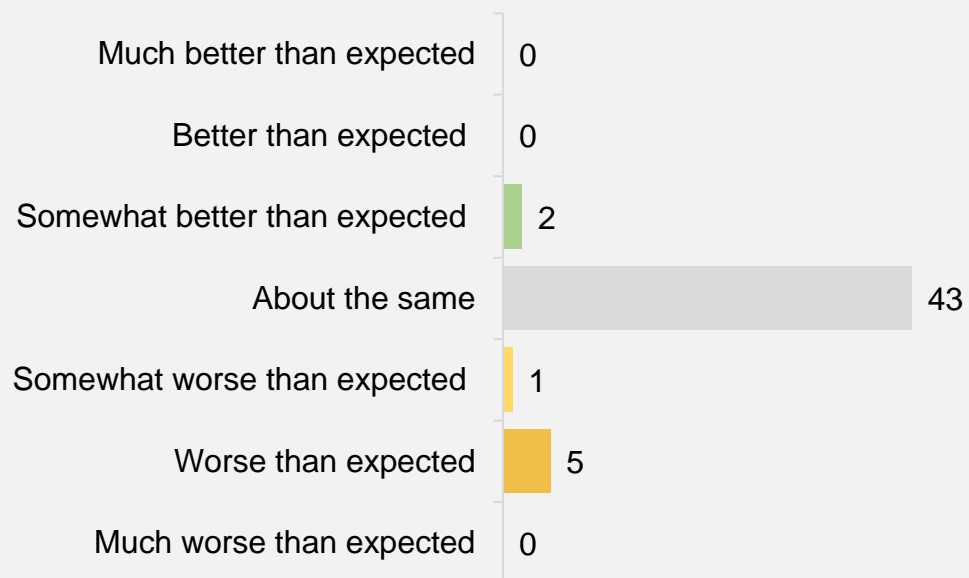 Much better than expected 0
Better than expected 0
Somewhat better than expected 2
About the same 43
Somewhat worse than expected 1
Worse than expected 5
Much worse than expected 0